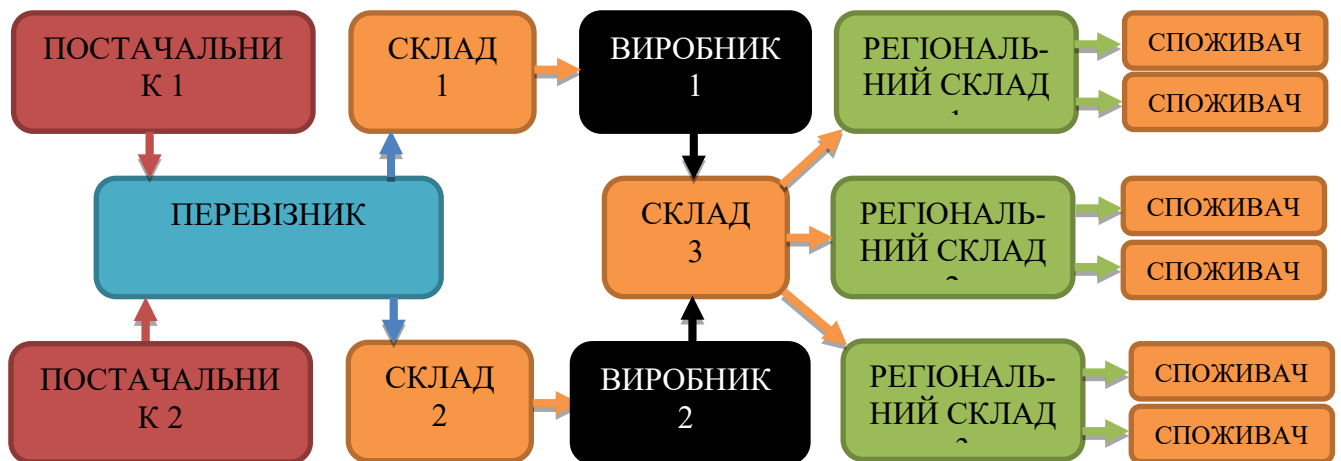 ПОСТАЧАЛЬНИ
К 1
СКЛАД
1
ВИРОБНИК
1
РЕГІОНАЛЬ-
НИЙ СКЛАД
СПОЖИВАЧ
СПОЖИВАЧ
ПЕРЕВІЗНИК
СКЛАД
3
РЕГІОНАЛЬ-
НИЙ СКЛАД
СПОЖИВАЧ
СПОЖИВАЧ
ПОСТАЧАЛЬНИ
К 2
СКЛАД
2
ВИРОБНИК
2
РЕГІОНАЛЬ-
НИЙ СКЛАД
СПОЖИВАЧ
СПОЖИВАЧ